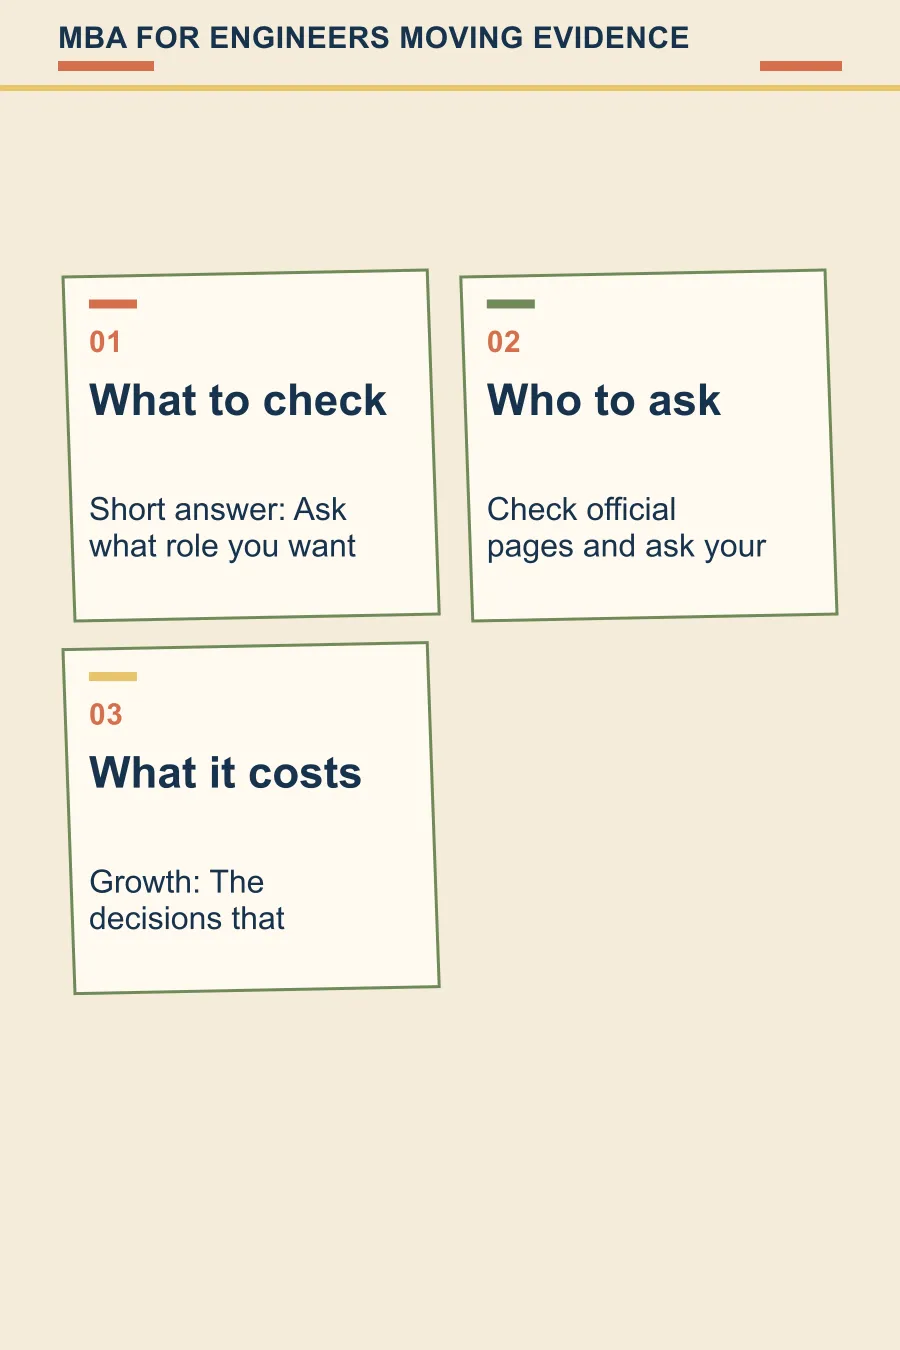 MBA FOR ENGINEERS MOVING EVIDENCE
01
What to check
Short answer: Ask
what role you want
02
Who to ask
Check official
pages and ask your
03
What it costs
Growth: The
decisions that